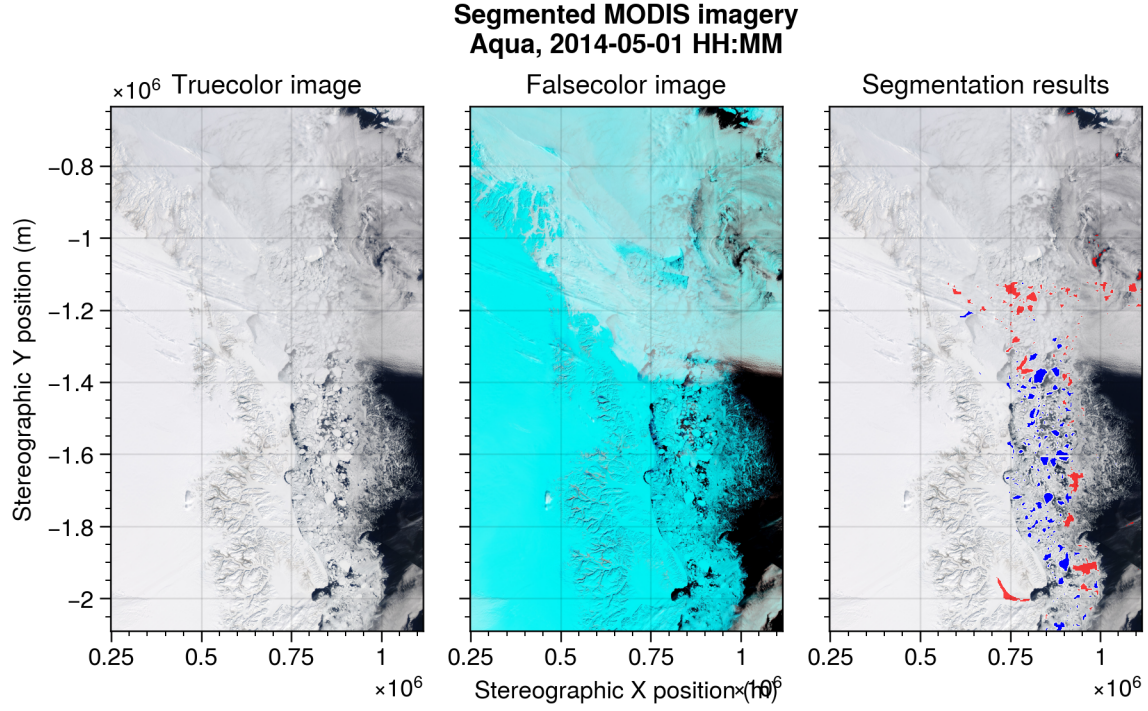 Segmented MODIS imagery
Aqua, 2014-05-01 HH:MM
×10⁶ Truecolor image
Falsecolor image
Segmentation results
Stereographic Y position (m)
−0.8
−1
−1.2
−1.4
−1.6
−1.8
−2
0.25 0.5 0.75 1
0.25 0.5 0.75 1
0.25 0.5 0.75 1
×10⁶
Stereographic X position (m)
×10⁶
×10⁶